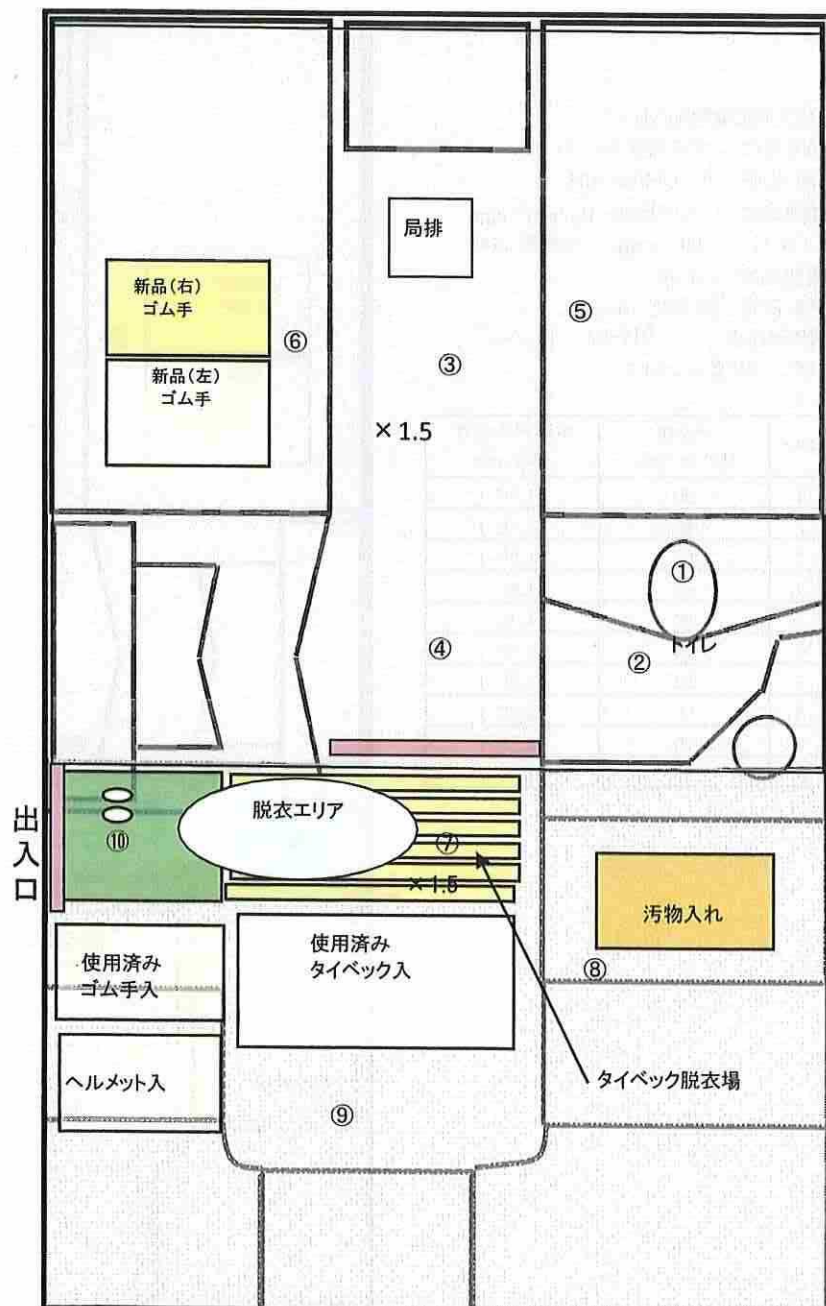 局排
新品(右)
ゴム手
⑥
⑤
③
新品(左)
ゴム手
×1.5
①
④
②
トイレ
出入口
脱衣エリア
⑩
⑦
×1.5
汚物入れ
使用済み
タイベック入
使用済み
ゴム手入
⑧
ヘルメット入
タイベック脱衣場
⑨